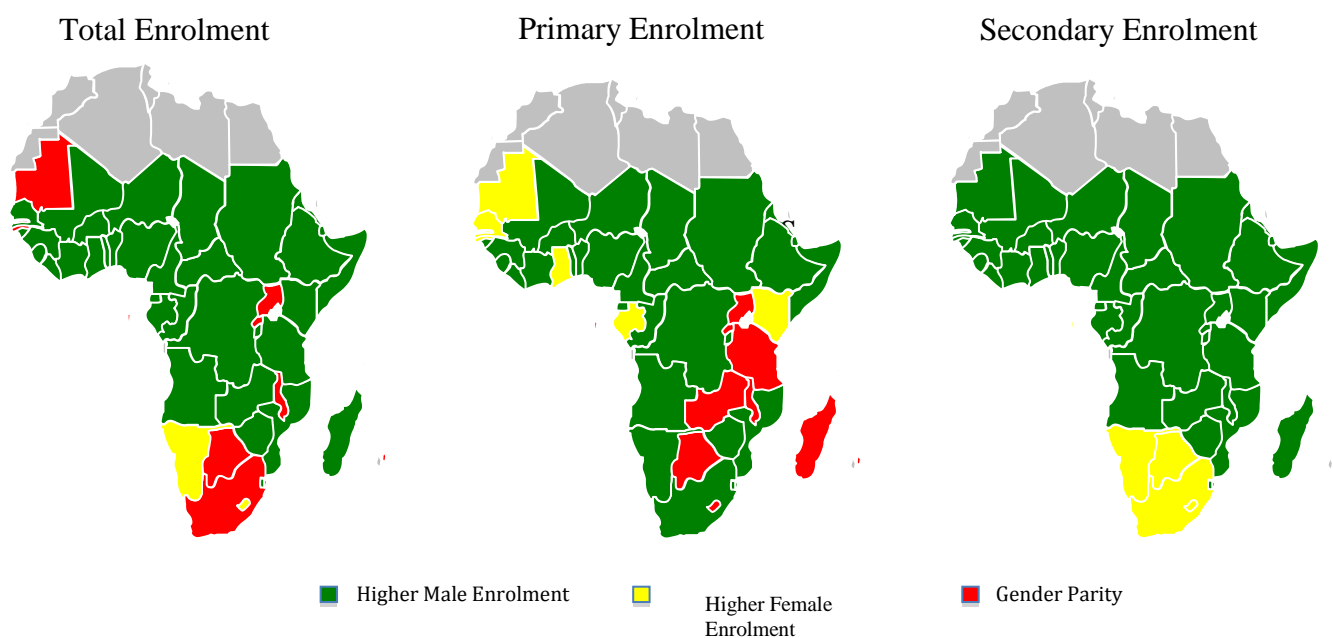 Total Enrolment
Primary Enrolment
Secondary Enrolment
Higher Male Enrolment
Higher Female
Enrolment
Gender Parity